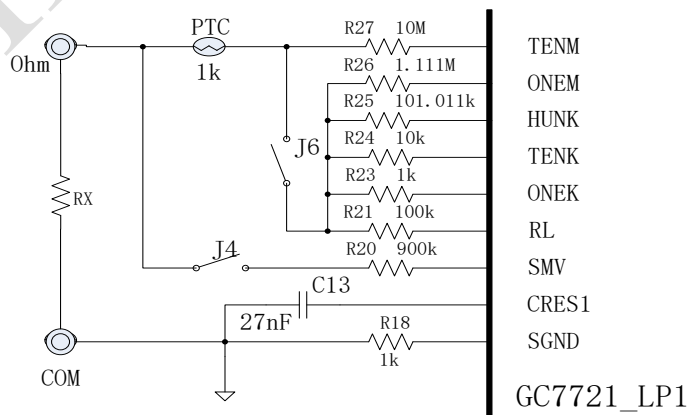 PTC
1k
Ohm
RX
COM
J6
J4
R27 10M
R26 1.111M
R25 101.011k
R24 10k
R23 1k
R21 100k
R20 900k
C13
27nF
R18
1k
TENM
ONEM
HUNK
TENK
ONEK
RL
SMV
CRES1
SGND
GC7721_LP1